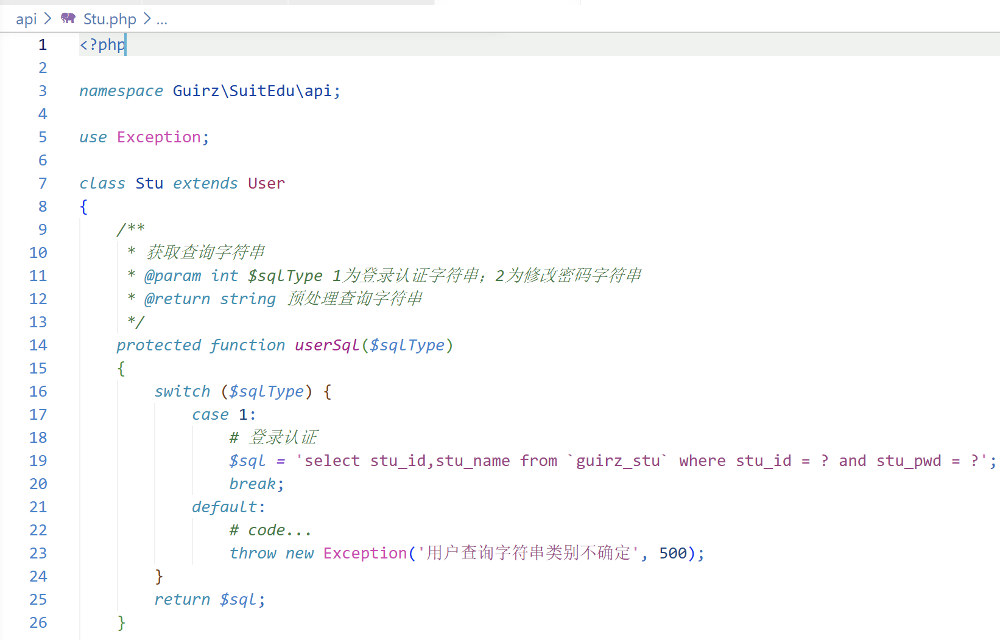 api > Stu.php > ...
1 <?php
2
3 namespace Guirz\SuitEdu\api;
4
5 use Exception;
6
7 class Stu extends User
8 {
9     /**
10      * 获取查询字符串
11      * @param int $sqlType 1为登录认证字符串；2为修改密码字符串
12      * @return string 预处理查询字符串
13      */
14     protected function userSql($sqlType)
15     {
16         switch ($sqlType) {
17             case 1:
18                 # 登录认证
19                 $sql = 'select stu_id,stu_name from `guirz_stu` where stu_id = ? and stu_pwd = ?';
20                 break;
21             default:
22                 # code...
23                 throw new Exception('用户查询字符串类别不确定', 500);
24         }
25         return $sql;
26     }